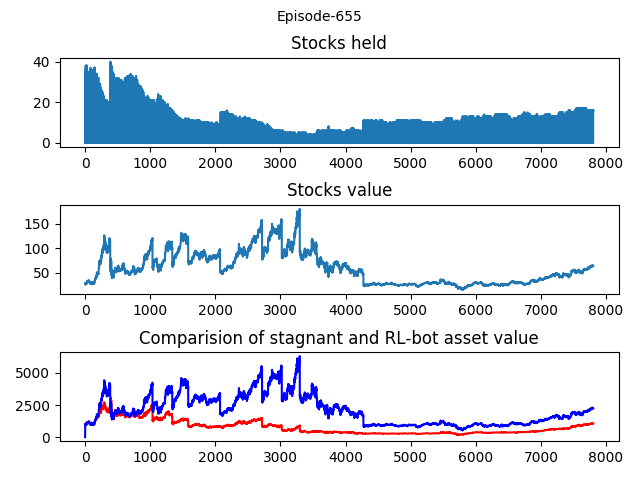 Episode-655
Stocks held
40
20
0
0 1000 2000 3000 4000 5000 6000 7000 8000
Stocks value
150
100
50
0 1000 2000 3000 4000 5000 6000 7000 8000
Comparision of stagnant and RL-bot asset value
5000
2500
0
0 1000 2000 3000 4000 5000 6000 7000 8000